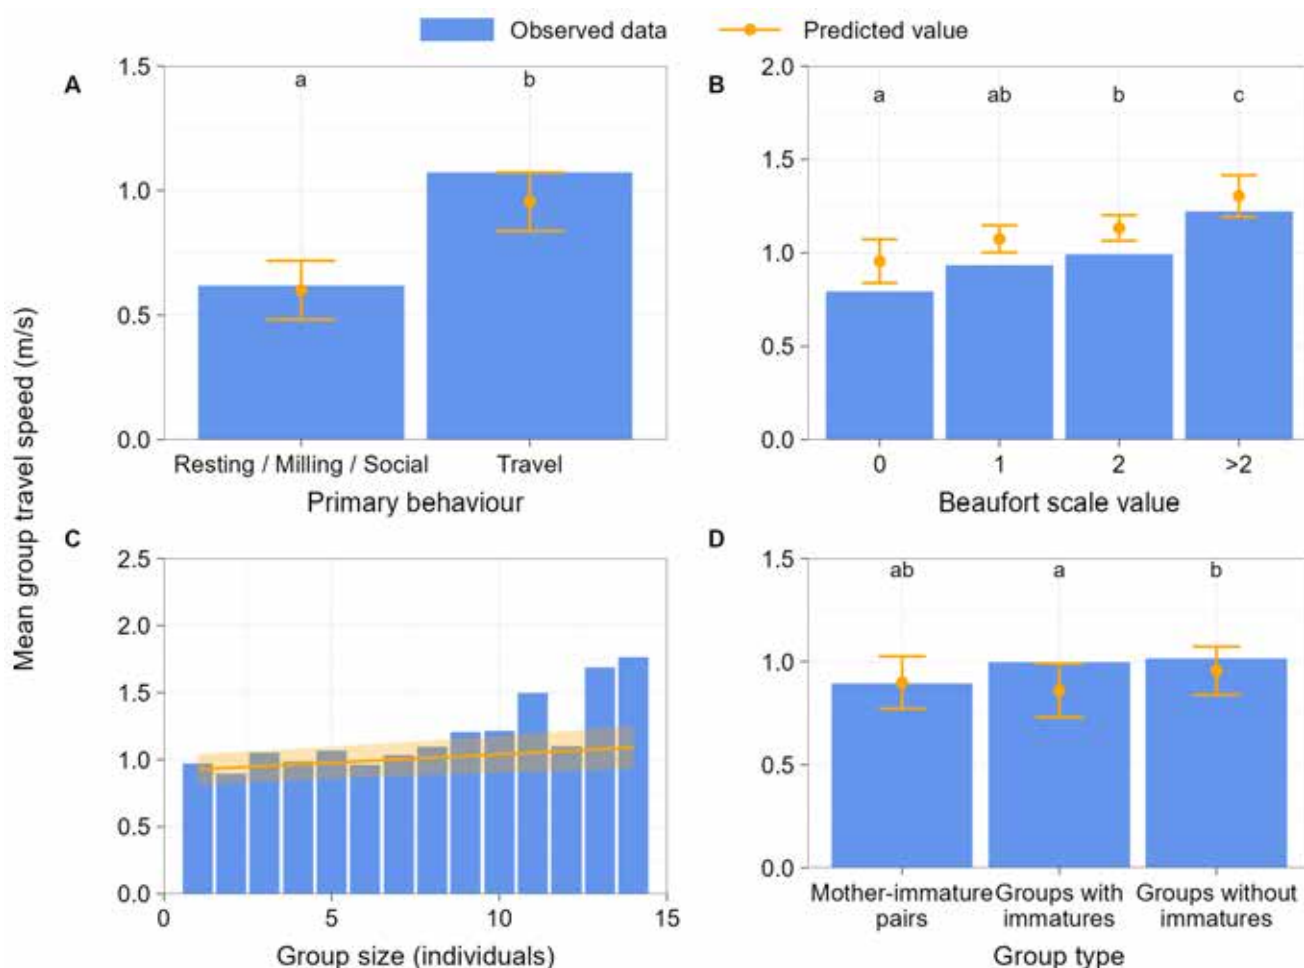 Observed data Predicted value
Mean group travel speed (m/s)
A
a b
1.5
1.0
0.5
0.0
Resting / Milling / Social Travel
Primary behaviour
B
a ab b c
2.0
1.5
1.0
0.5
0.0
0 1 2 >2
Beaufort scale value
C
2.5
2.0
1.5
1.0
0.5
0.0
0 5 10 15
Group size (individuals)
D
ab a b
1.5
1.0
0.5
0.0
Mother-immature Groups with Groups without
pairs immatures immatures
Group type